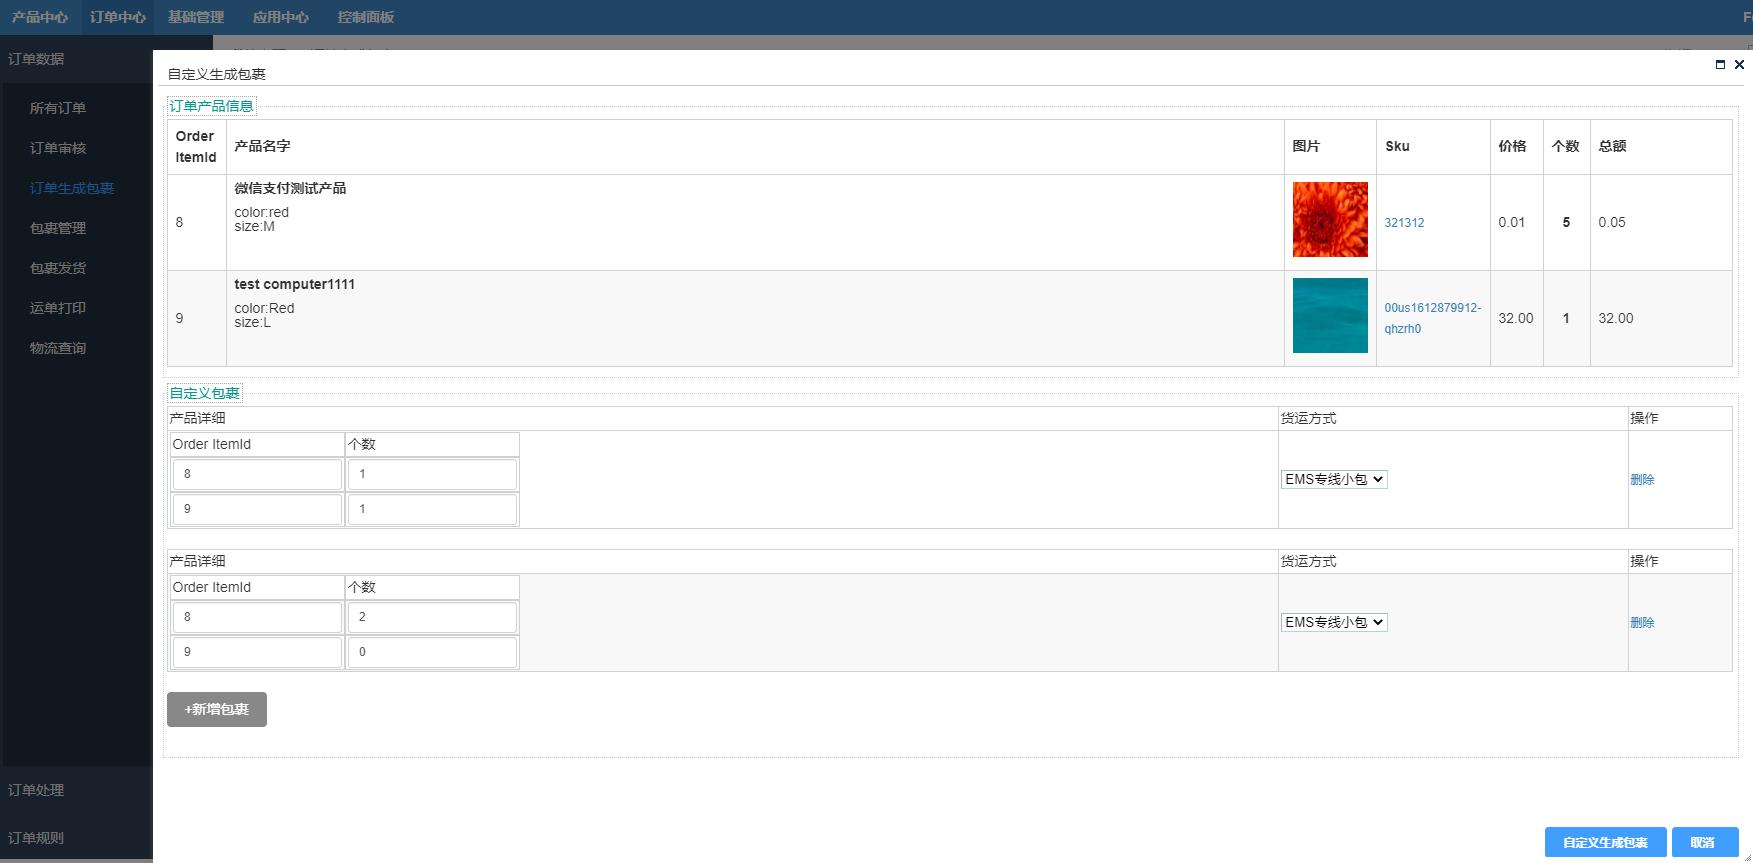 产品中心 订单中心 基础管理 应用中心 控制面板
订单数据
所有订单
订单审核
订单生成包裹
包裹管理
包裹发货
运单打印
物流查询
订单处理
订单规则
自定义生成包裹
订单产品信息
Order ItemId 产品名字 图片 Sku 价格 个数 总额
8 微信支付测试产品 321312 0.01 5 0.05
color:red
size:M
9 test computer1111 00us1612879912-qhzrh0 32.00 1 32.00
color:Red
size:L
自定义包裹
产品详细 货运方式 操作
Order ItemId 个数
8 1
EMS专线小包 删除
9 1
产品详细 货运方式 操作
Order ItemId 个数
8 2
EMS专线小包 删除
9 0
+新增包裹
自定义生成包裹 取消